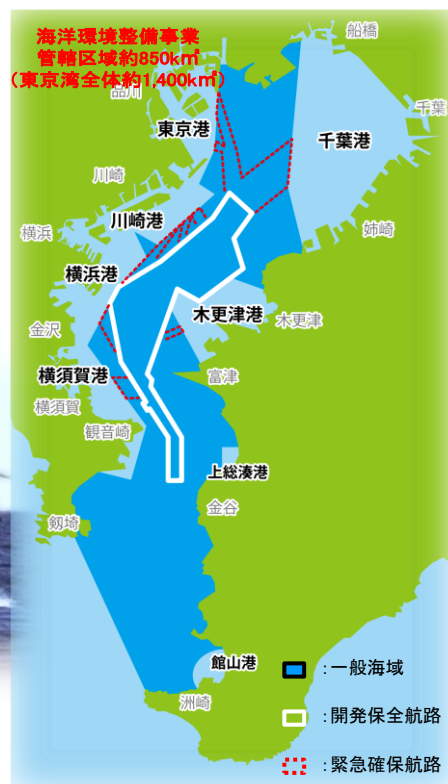 海洋環境整備事業
管轄区域約850k㎡
(東京湾全体約1,400k㎡)
船橋
品川
東京港
千葉
千葉港
川崎
川崎港
横浜
姉崎
横浜港
木更津港
木更津
金沢
横須賀港
富津
横須賀
観音崎
上総湊港
金谷
剱埼
館山港
洲崎
:一般海域
:開発保全航路
:緊急確保航路